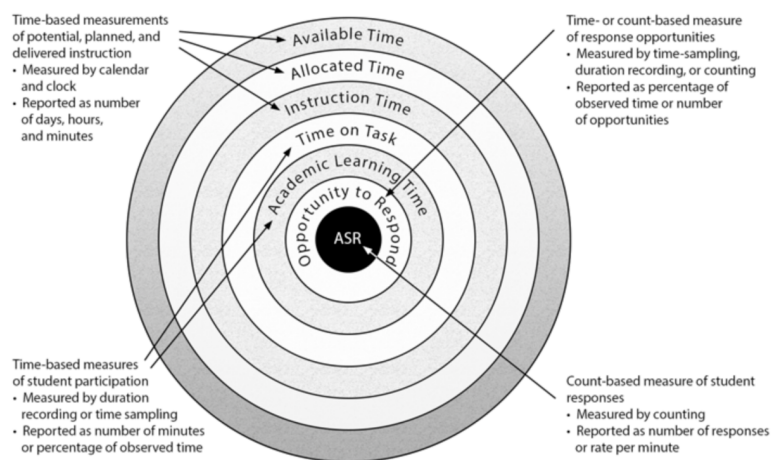 Time-based measurements
of potential, planned, and
delivered instruction
• Measured by calendar
and clock
• Reported as number
of days, hours,
and minutes
Time- or count-based measure
of response opportunities
• Measured by time-sampling,
duration recording, or counting
• Reported as percentage of
observed time or number
of opportunities
Available Time
Allocated Time
Instruction Time
Time on Task
Academic Learning Time
Opportunity to Respond
ASR
Time-based measures
of student participation
• Measured by duration
recording or time sampling
• Reported as number of minutes
or percentage of observed time
Count-based measure of student
responses
• Measured by counting
• Reported as number of responses
or rate per minute